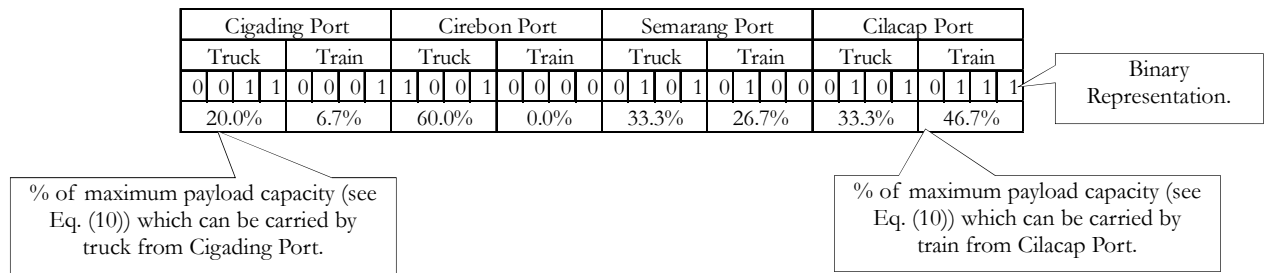 Cigading Port Cirebon Port Semarang Port Cilacap Port
Truck Train Truck Train Truck Train Truck Train
0 0 1 1 0 0 0 1 1 0 0 1 0 0 0 0 0 1 0 1 0 1 0 0 0 1 0 1 0 1 1 1
20.0% 6.7% 60.0% 0.0% 33.3% 26.7% 33.3% 46.7%
Binary
Representation.
% of maximum payload capacity (see
Eq. (10)) which can be carried by
truck from Cigading Port.
% of maximum payload capacity (see
Eq. (10)) which can be carried by
train from Cilacap Port.